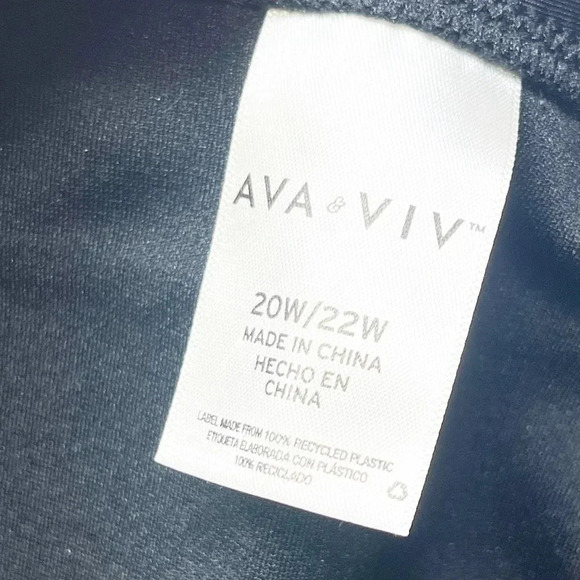 AVA & VIV™
20W/22W
MADE IN CHINA
HECHO EN
CHINA
LABEL MADE FROM 100% RECYCLED PLASTIC
ETIQUETA ELABORADA CON PLÁSTICO
100% RECICLADO